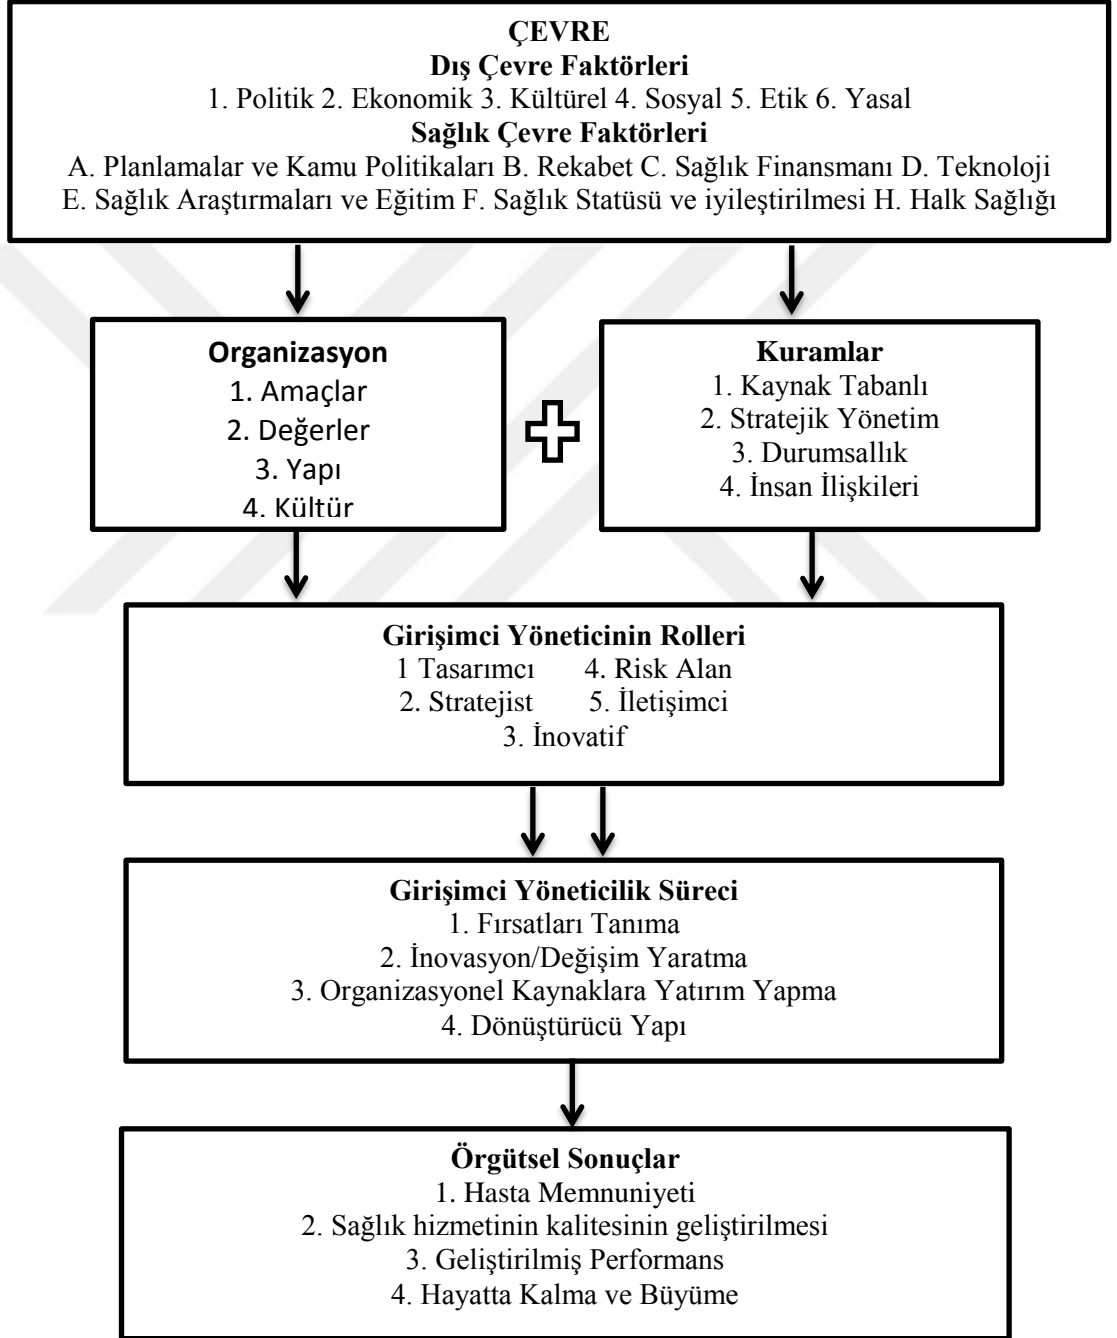 ÇEVRE
Dış Çevre Faktörleri
1. Politik 2. Ekonomik 3. Kültürel 4. Sosyal 5. Etik 6. Yasal
Sağlık Çevre Faktörleri
A. Planlamalar ve Kamu Politikaları B. Rekabet C. Sağlık Finansmanı D. Teknoloji
E. Sağlık Araştırmaları ve Eğitim F. Sağlık Statüsü ve iyileştirilmesi H. Halk Sağlığı
Organizasyon
1. Amaçlar
2. Değerler
3. Yapı
4. Kültür
Kuramlar
1. Kaynak Tabanlı
2. Stratejik Yönetim
3. Durumsallık
4. İnsan İlişkileri
Girişimci Yöneticinin Rolleri
1 Tasarımcı 4. Risk Alan
2. Stratejist 5. İletişimci
3. İnovatif
Girişimci Yöneticilik Süreci
1. Fırsatları Tanıma
2. İnovasyon/Değişim Yaratma
3. Organizasyonel Kaynaklara Yatırım Yapma
4. Dönüştürücü Yapı
Örgütsel Sonuçlar
1. Hasta Memnuniyeti
2. Sağlık hizmetinin kalitesinin geliştirilmesi
3. Geliştirilmiş Performans
4. Hayatta Kalma ve Büyüme